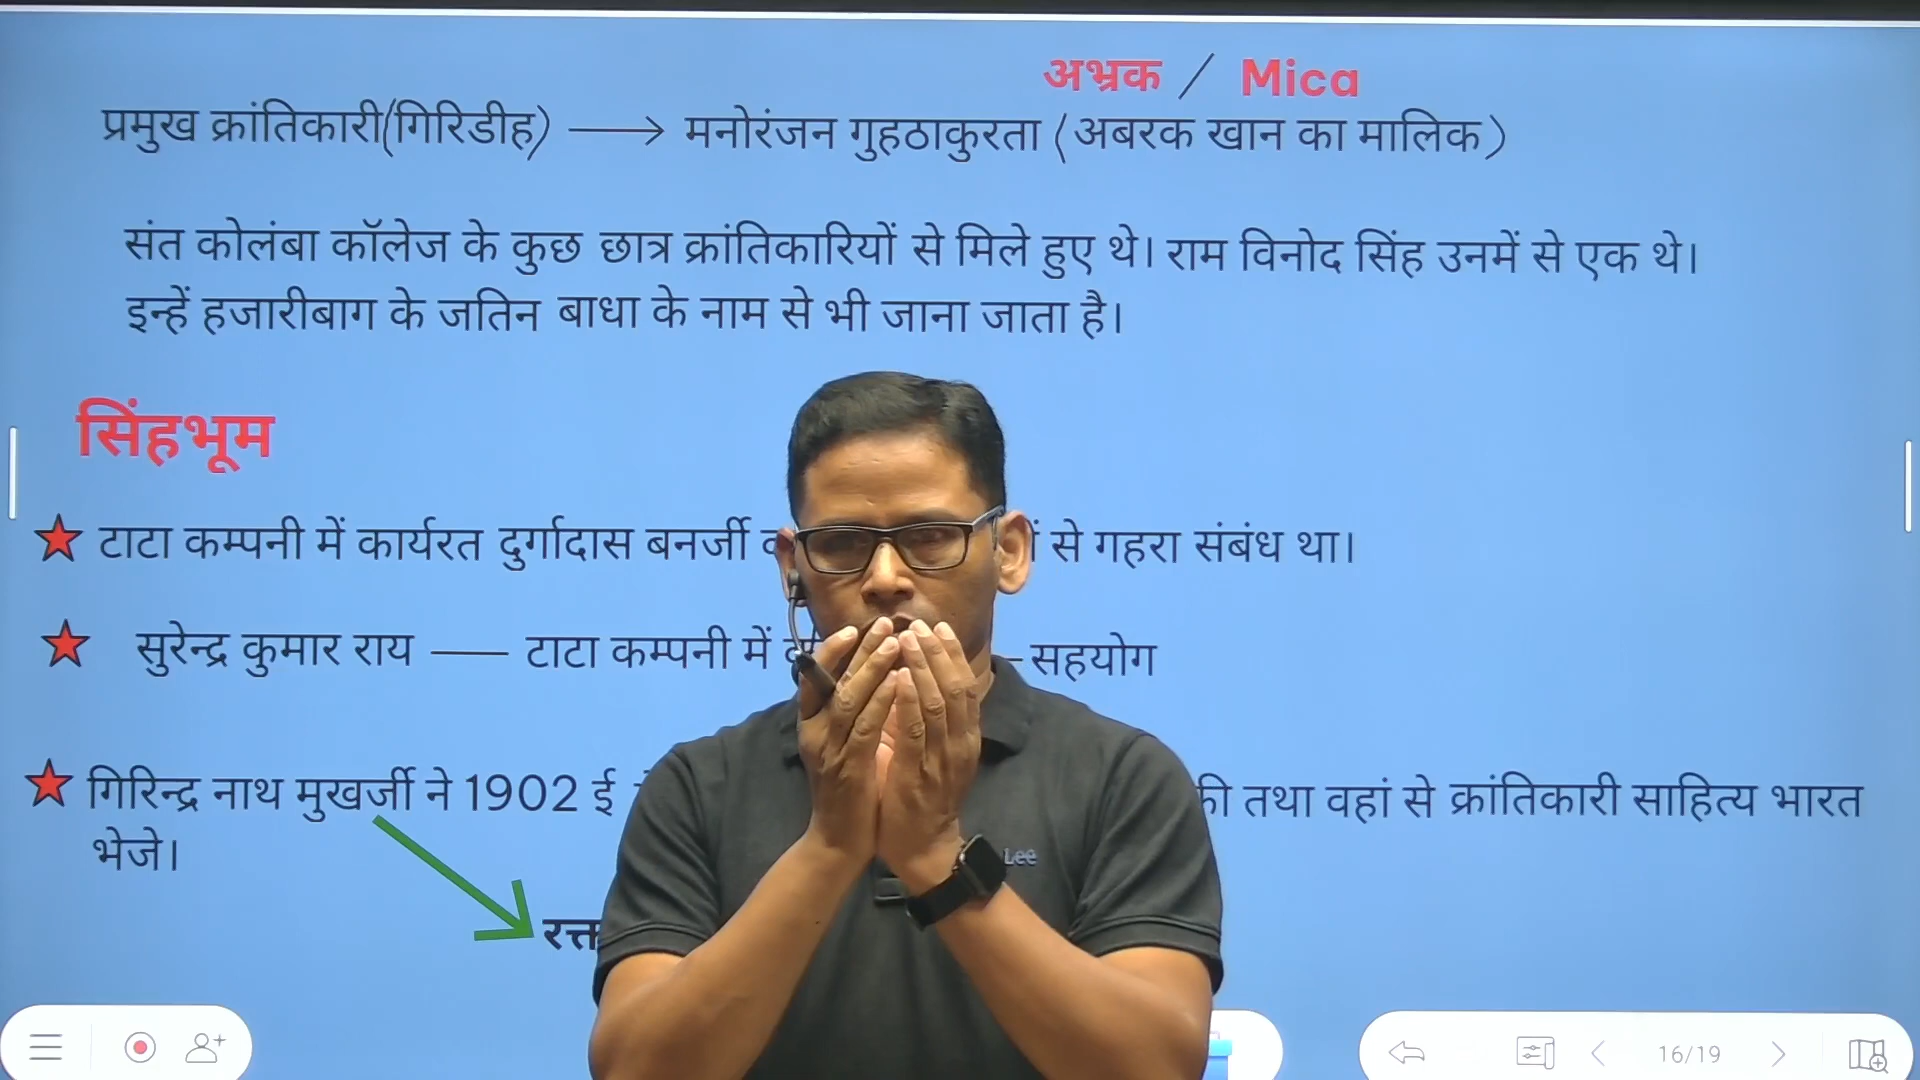 अभ्रक / Mica
प्रमुख क्रांतिकारी(गिरिडीह) ⟶ मनोरंजन गुहठाकुरता (अबरक खान का मालिक)
संत कोलंबा कॉलेज के कुछ छात्र क्रांतिकारियों से मिले हुए थे। राम विनोद सिंह उनमें से एक थे।
इन्हें हजारीबाग के जतिन बाधा के नाम से भी जाना जाता है।
सिंहभूम
टाटा कम्पनी में कार्यरत दुर्गादास बनर्जी से गहरा संबंध था।
सुरेन्द्र कुमार राय — टाटा कम्पनी में – सहयोग
गिरिन्द्र नाथ मुखर्जी ने 1902 ई की तथा वहां से क्रांतिकारी साहित्य भारत
भेजे।
Lee
16/19